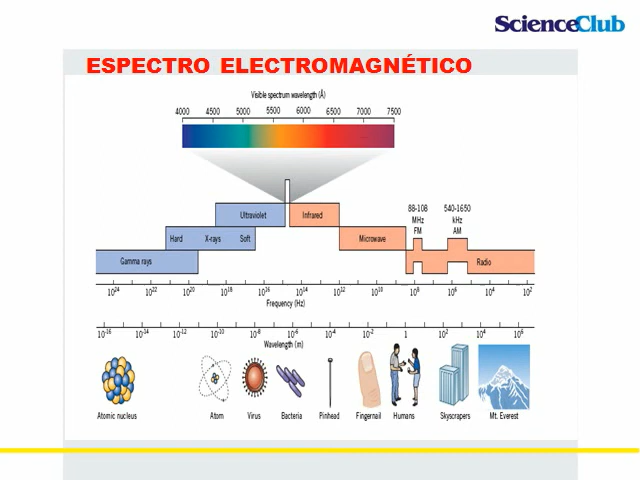 ScienceClub
ESPECTRO ELECTROMAGNÉTICO
Visible spectrum wavelength (Å)
4000 4500 5000 5500 6000 6500 7000 7500
88-108 MHz FM
540-1650 kHz AM
Ultraviolet Infrared
Hard X-rays Soft Microwave
Gamma rays Radio
10²⁴ 10²² 10²⁰ 10¹⁸ 10¹⁶ 10¹⁴ 10¹² 10¹⁰ 10⁸ 10⁶ 10⁴ 10²
Frequency (Hz)
10⁻¹⁶ 10⁻¹⁴ 10⁻¹² 10⁻¹⁰ 10⁻⁸ 10⁻⁶ 10⁻⁴ 10⁻² 1 10² 10⁴ 10⁶
Wavelength (m)
Atomic nucleus Atom Virus Bacteria Pinhead Fingernail Humans Skyscrapers Mt. Everest